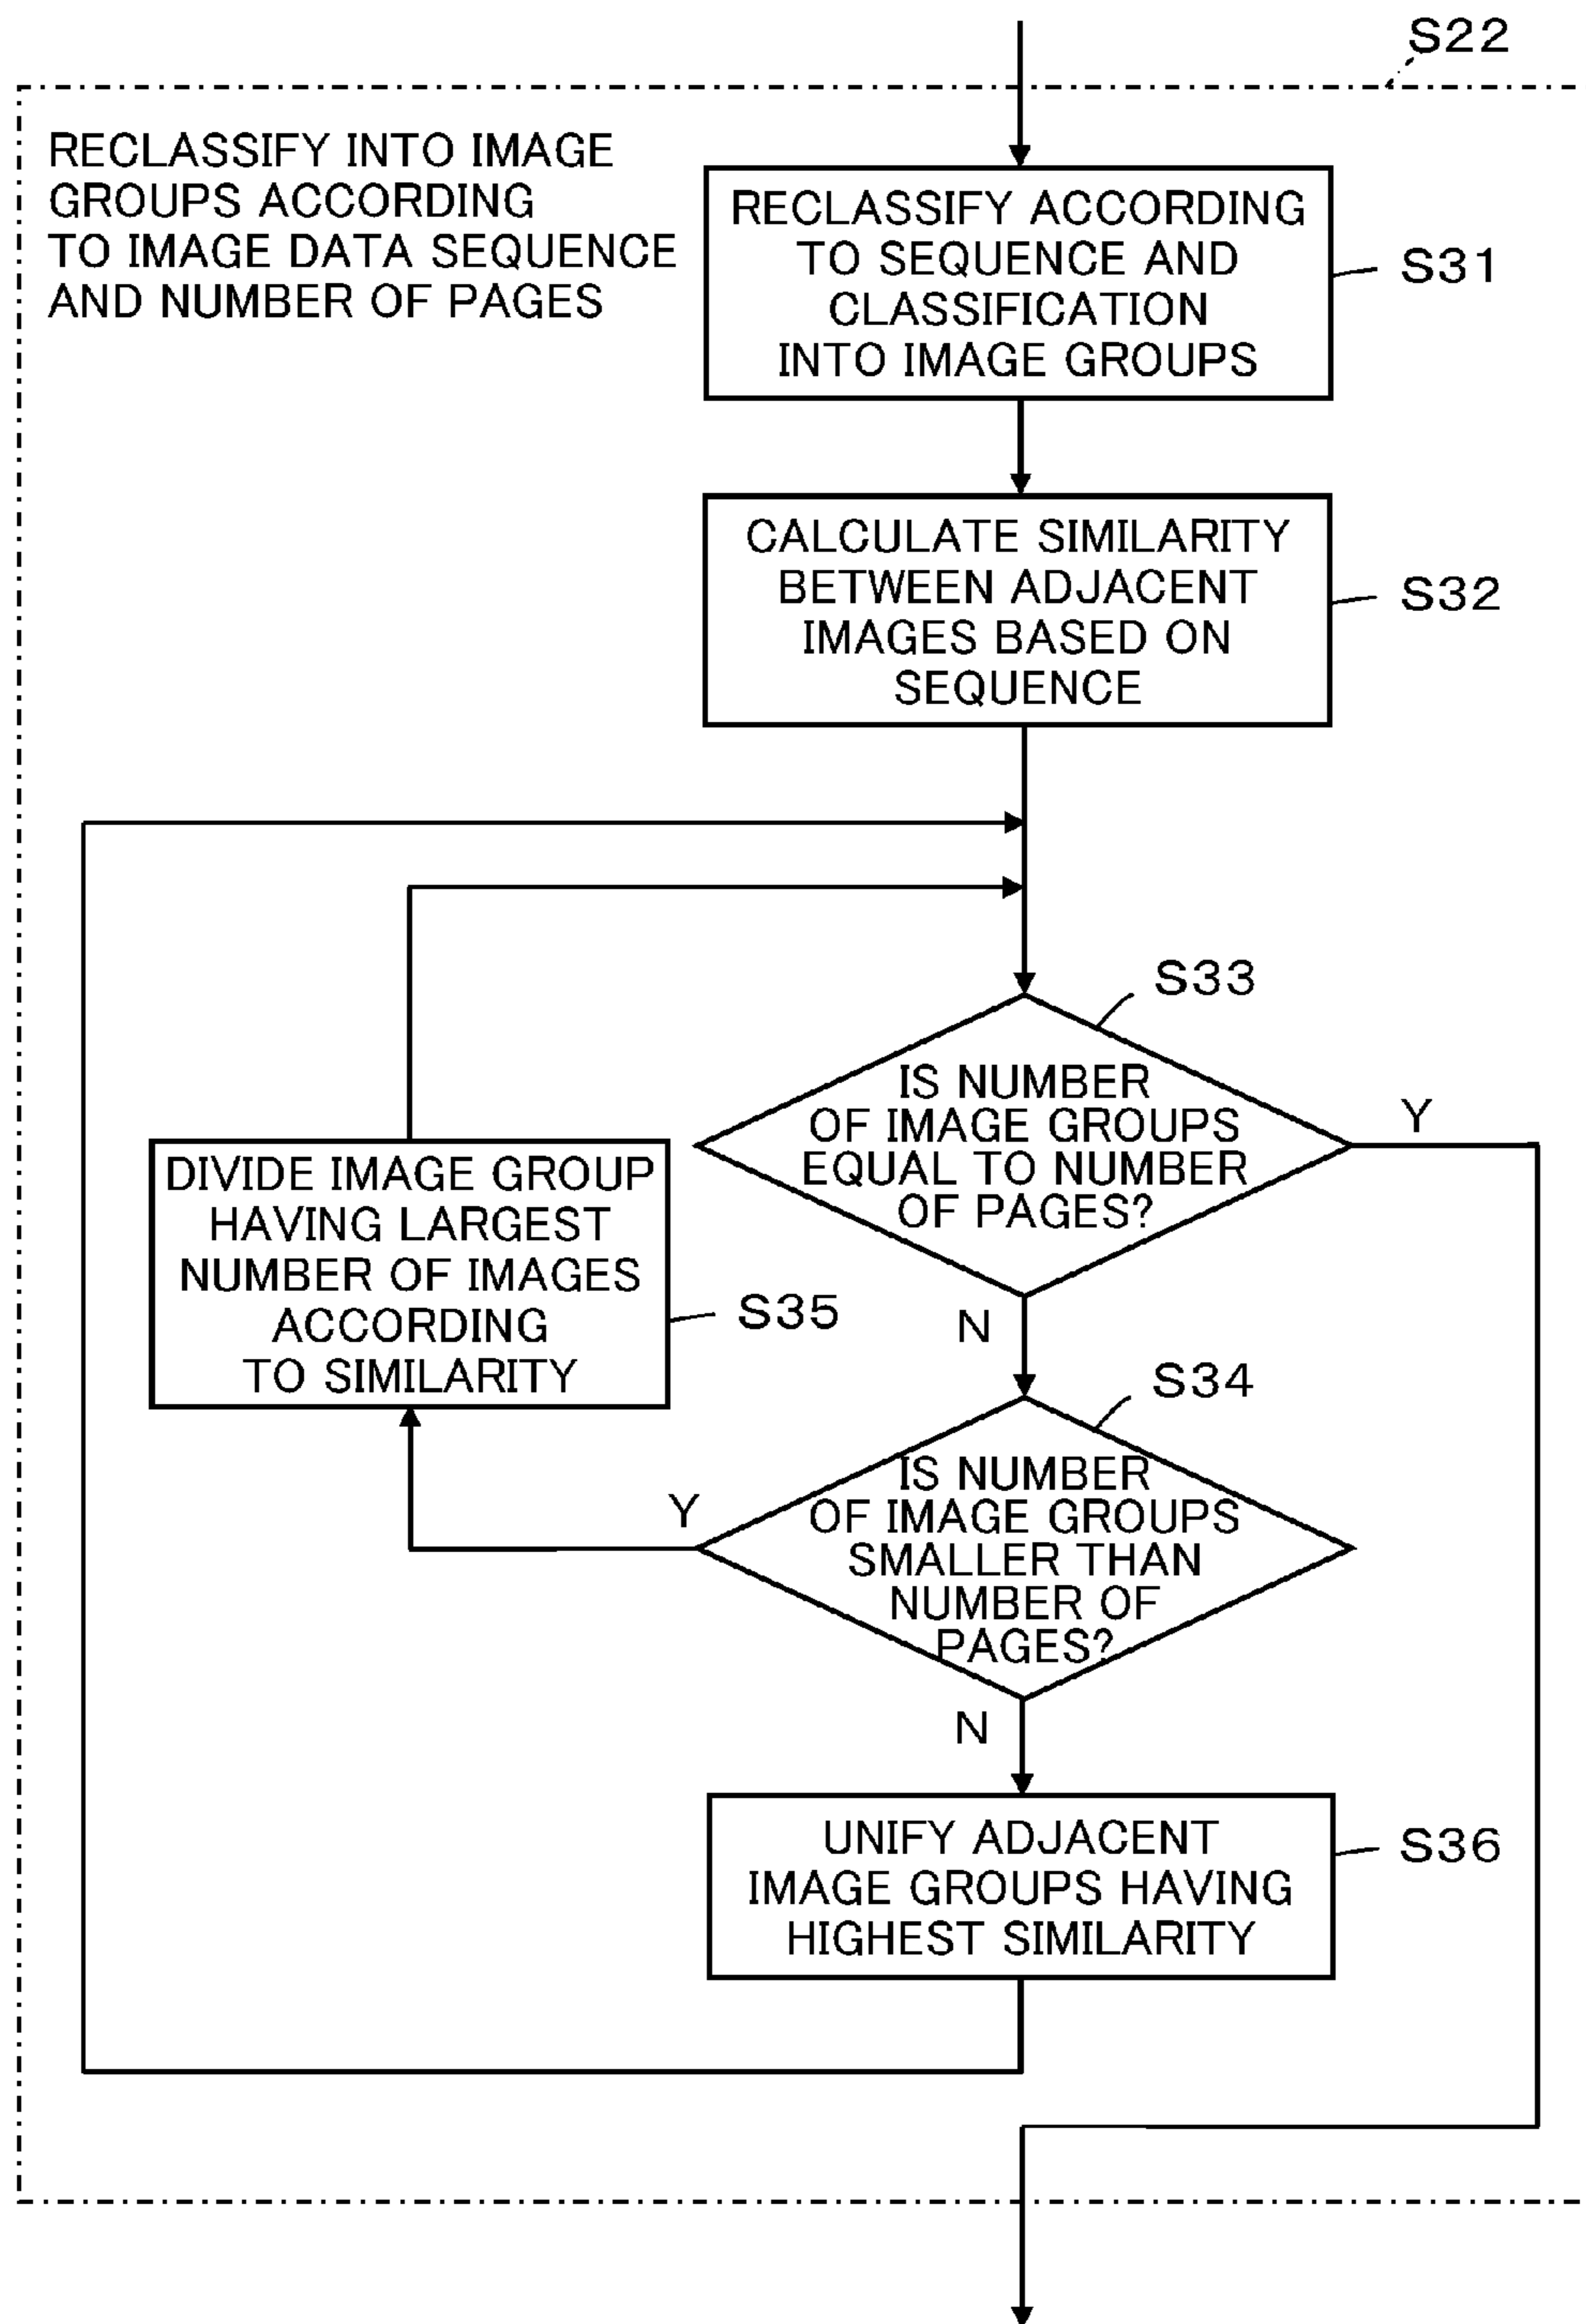 S22
RECLASSIFY INTO IMAGE
GROUPS ACCORDING
TO IMAGE DATA SEQUENCE
AND NUMBER OF PAGES
RECLASSIFY ACCORDING
TO SEQUENCE AND
CLASSIFICATION
INTO IMAGE GROUPS
S31
CALCULATE SIMILARITY
BETWEEN ADJACENT
IMAGES BASED ON
SEQUENCE
S32
S33
IS NUMBER
OF IMAGE GROUPS
EQUAL TO NUMBER
OF PAGES?
Y
N
DIVIDE IMAGE GROUP
HAVING LARGEST
NUMBER OF IMAGES
ACCORDING
TO SIMILARITY
S35
S34
IS NUMBER
OF IMAGE GROUPS
SMALLER THAN
NUMBER OF
PAGES?
Y
N
UNIFY ADJACENT
IMAGE GROUPS HAVING
HIGHEST SIMILARITY
S36